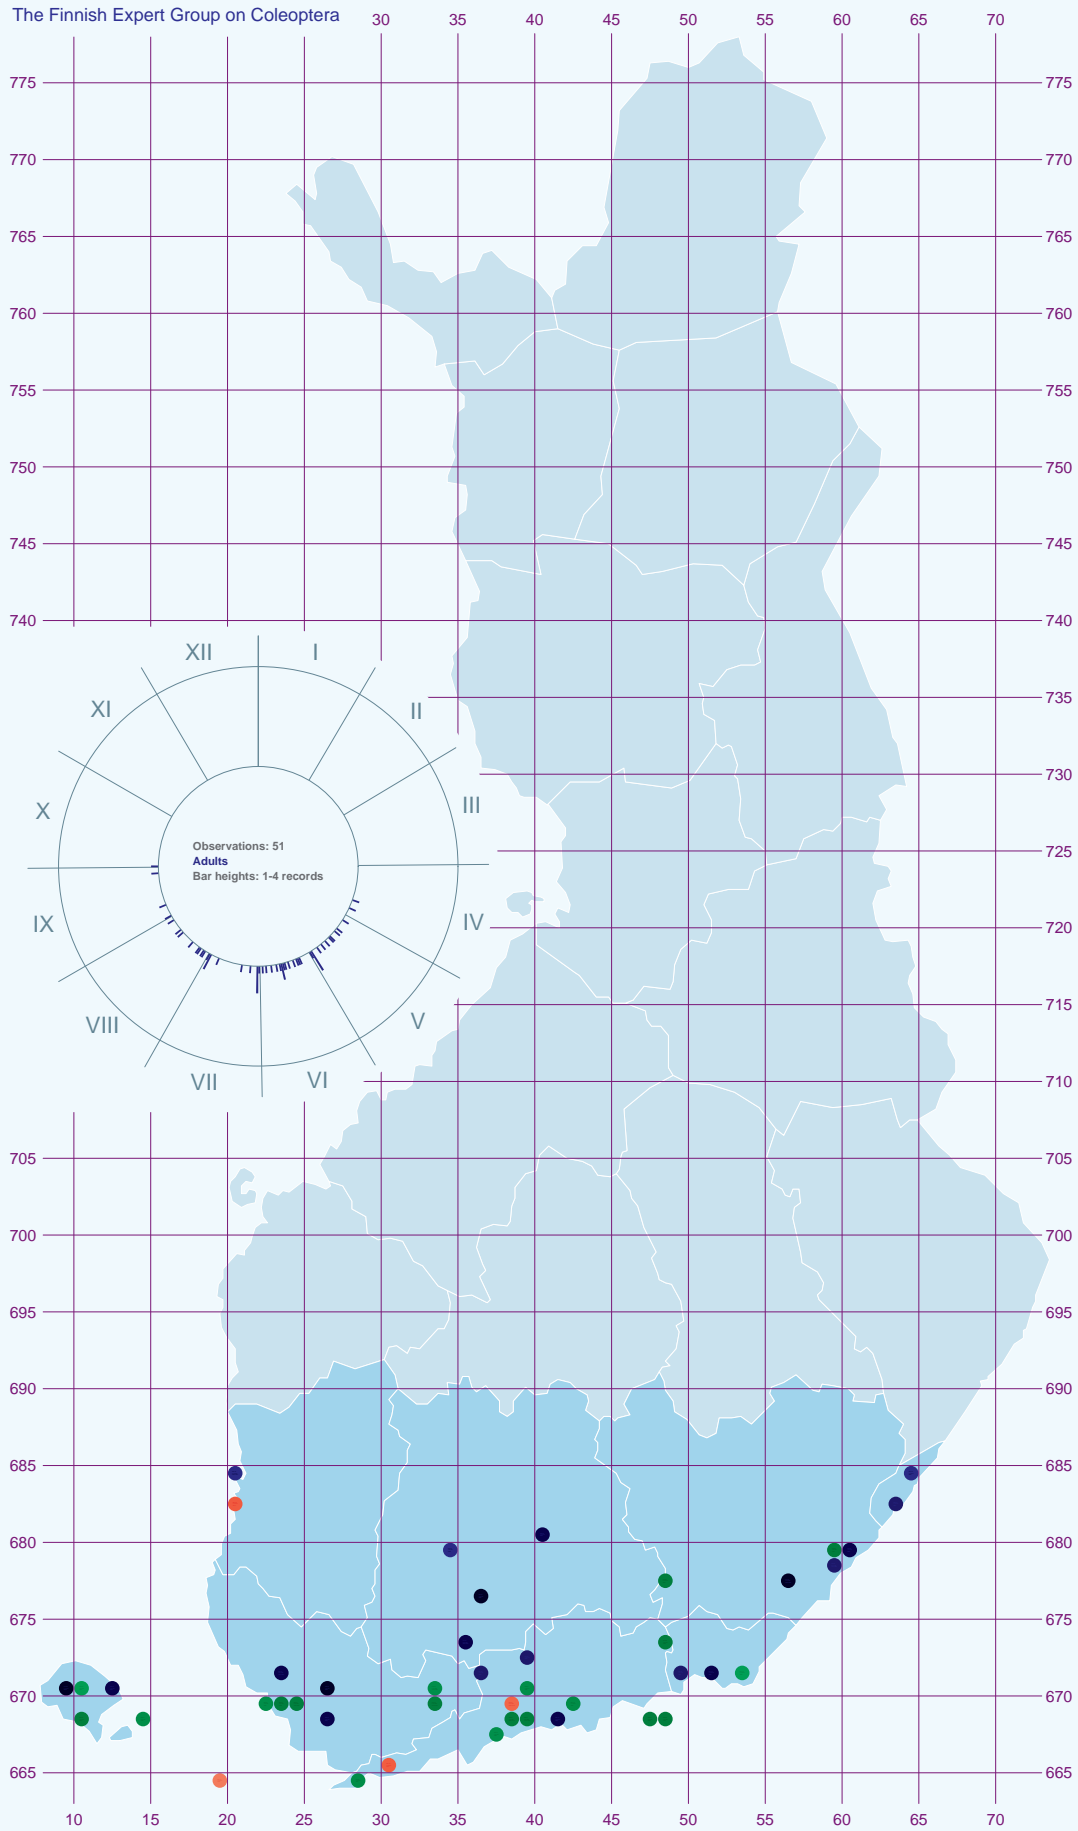 The Finnish Expert Group on Coleoptera
30 40 35 45 50 55 60 65 70
775 775
770 770
765 765
760 760
755 755
750 750
745 745
740 740
XII I
735
XI II
730
X III
Observations: 51
725
Adults
Bar heights: 1-4 records
IX IV
720
715
V
VIII
VII VI
710
705 705
700 700
695 695
690 690
685 685
680 680
675 675
670 670
665 665
10 15 20 25 30 35 40 45 50 55 60 65 70